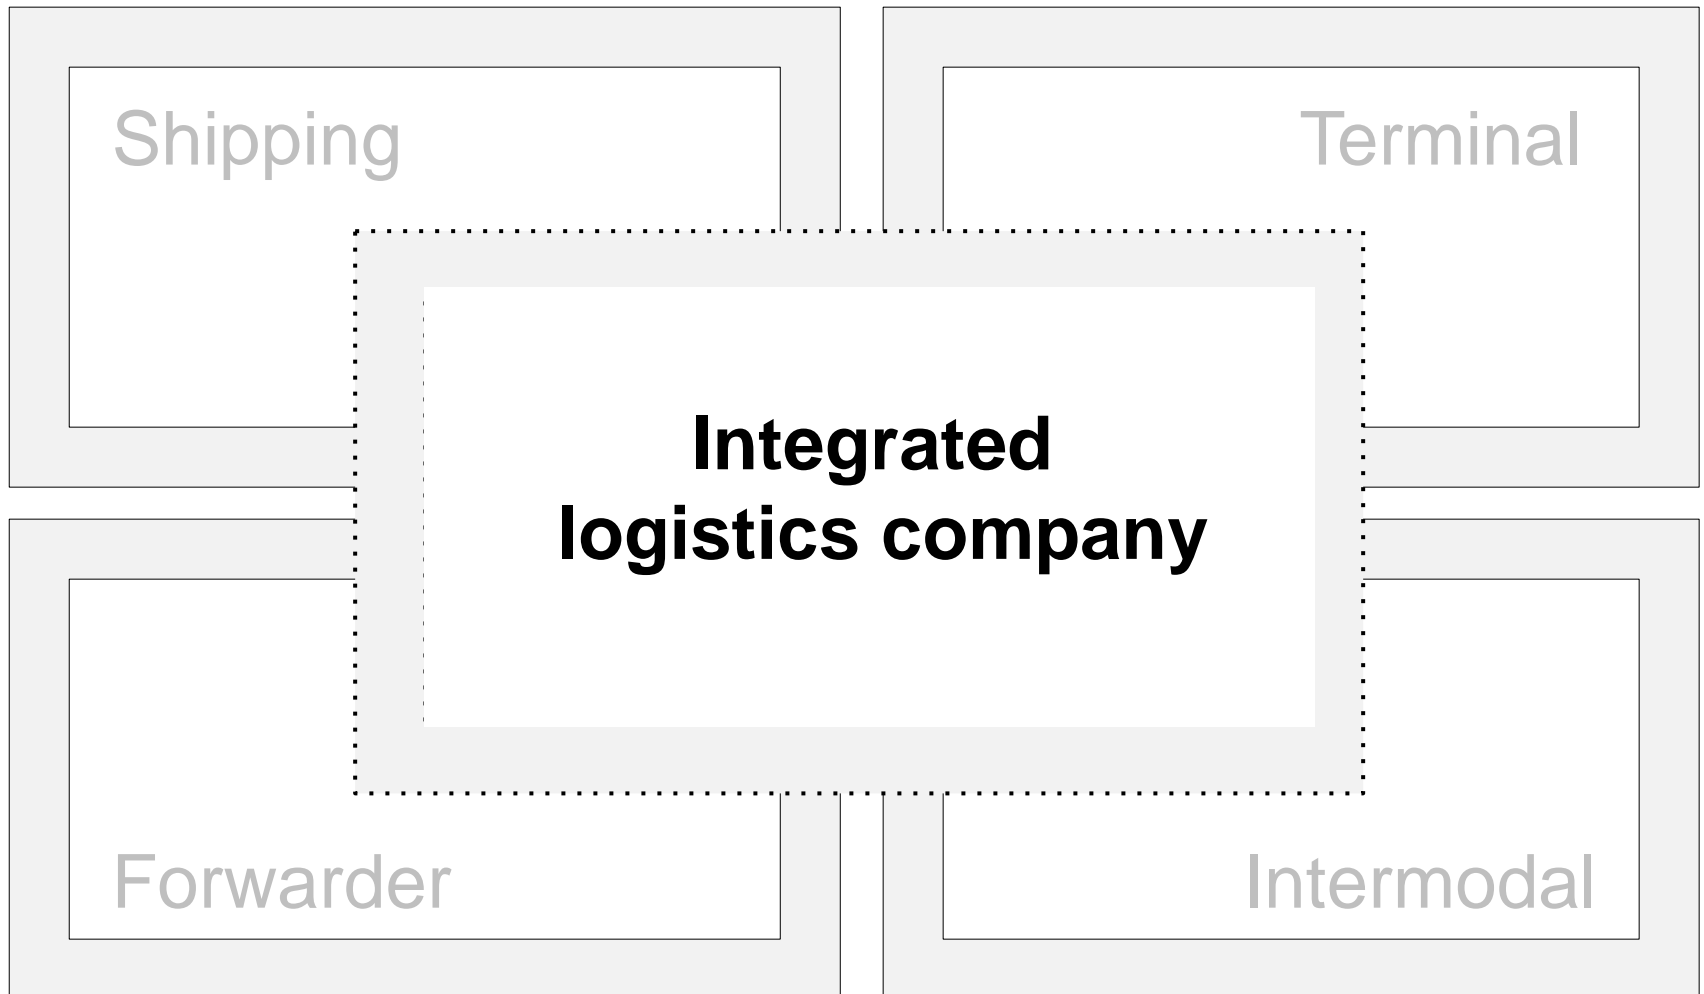 Shipping
Terminal
Integrated
logistics company
Forwarder
Intermodal